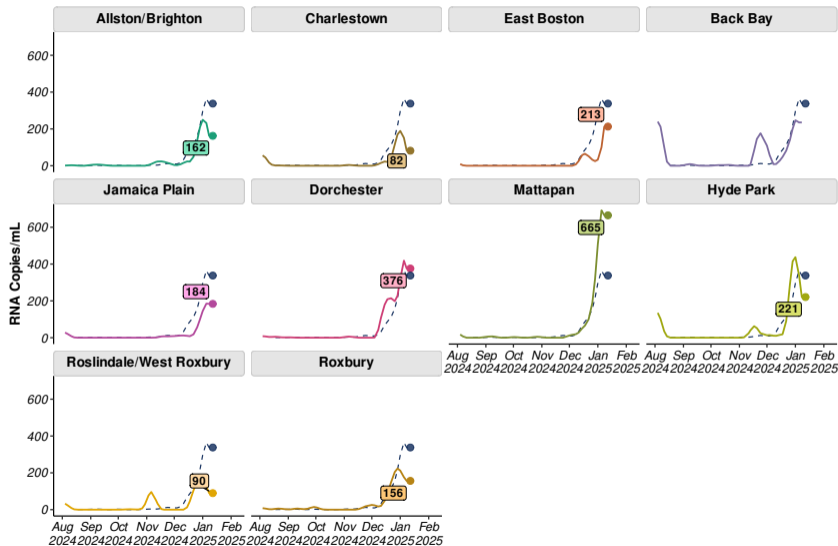 Allston/Brighton Charlestown East Boston Back Bay
600
400
200
0
162
82
213
Jamaica Plain Dorchester Mattapan Hyde Park
RNA Copies/mL
600
400
200
0
184
376
665
221
Aug Sep Oct Nov Dec Jan Feb Aug Sep Oct Nov Dec Jan Feb
2024 2024 2024 2024 2024 2025 2025 2024 2024 2024 2024 2024 2025 2025
Roslindale/West Roxbury Roxbury
600
400
200
0
90
156
Aug Sep Oct Nov Dec Jan Feb Aug Sep Oct Nov Dec Jan Feb
2024 2024 2024 2024 2024 2025 2025 2024 2024 2024 2024 2024 2025 2025